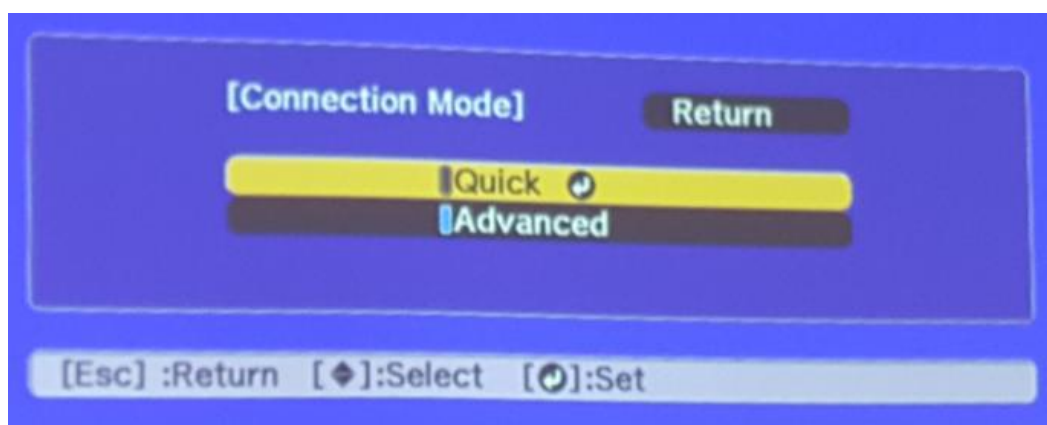 [Connection Mode] Return
Quick
Advanced
[Esc] :Return [◆]:Select [↵]:Set